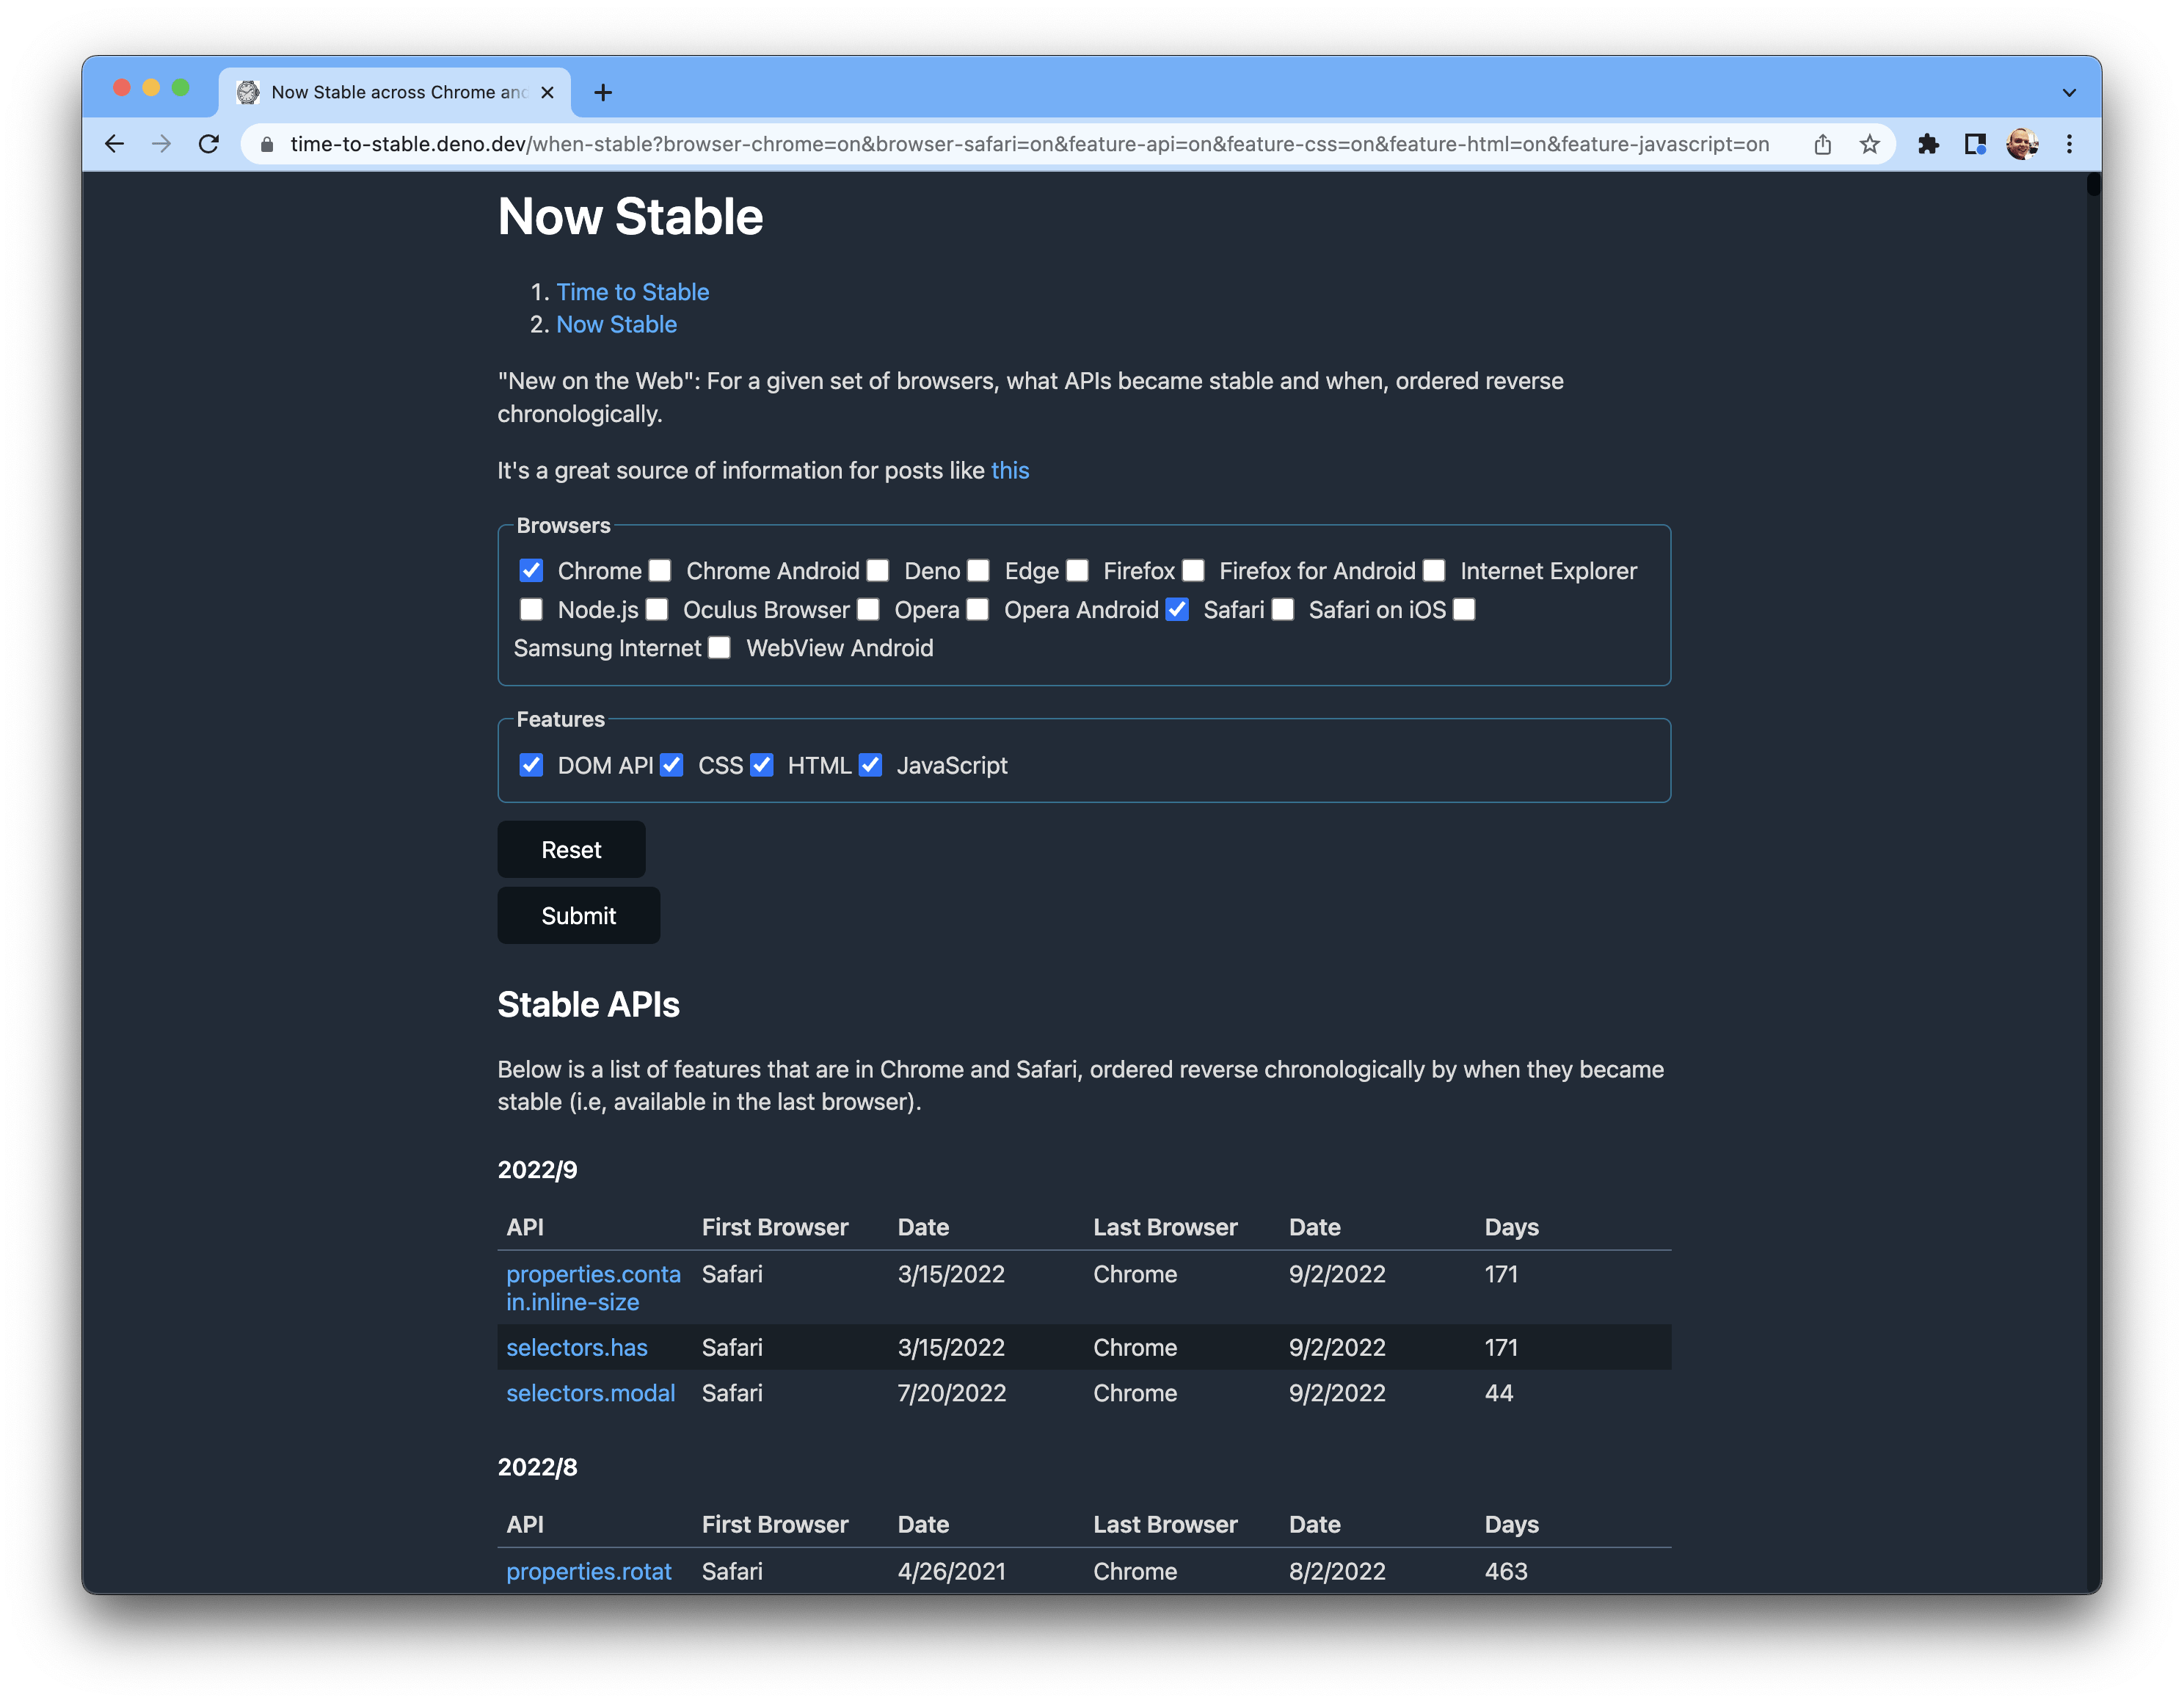 Now Stable across Chrome and
time-to-stable.deno.dev/when-stable?browser-chrome=on&browser-safari=on&feature-api=on&feature-css=on&feature-html=on&feature-javascript=on
Now Stable
1. Time to Stable
2. Now Stable
"New on the Web": For a given set of browsers, what APIs became stable and when, ordered reverse
chronologically.
It's a great source of information for posts like this
Browsers
Chrome Chrome Android Deno Edge Firefox Firefox for Android Internet Explorer
Node.js Oculus Browser Opera Opera Android Safari Safari on iOS
Samsung Internet WebView Android
Features
DOM API CSS HTML JavaScript
Reset
Submit
Stable APIs
Below is a list of features that are in Chrome and Safari, ordered reverse chronologically by when they became
stable (i.e, available in the last browser).
2022/9
API First Browser Date Last Browser Date Days
properties.conta Safari 3/15/2022 Chrome 9/2/2022 171
in.inline-size
selectors.has Safari 3/15/2022 Chrome 9/2/2022 171
selectors.modal Safari 7/20/2022 Chrome 9/2/2022 44
2022/8
API First Browser Date Last Browser Date Days
properties.rotat Safari 4/26/2021 Chrome 8/2/2022 463